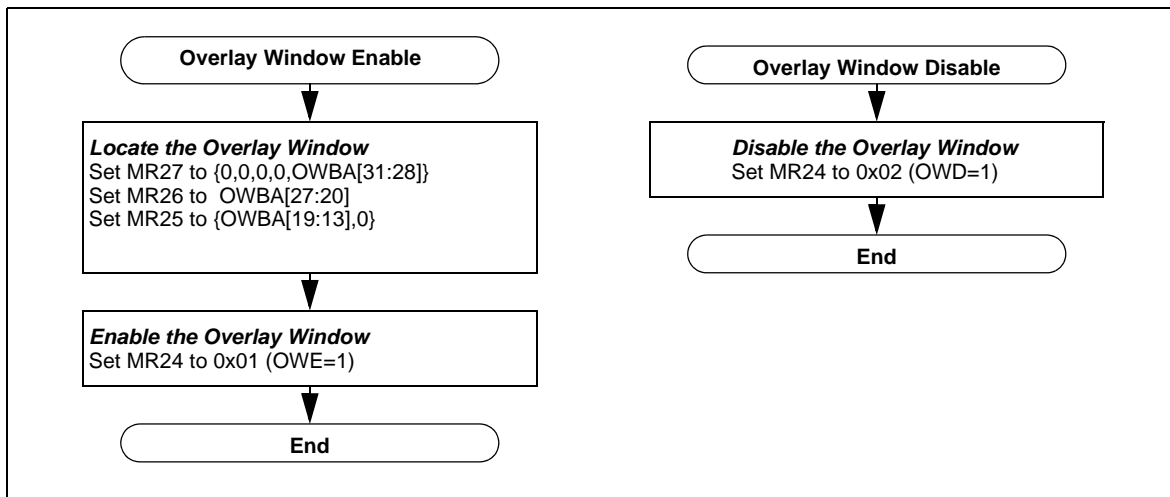 Overlay Window Enable
Locate the Overlay Window
Set MR27 to {0,0,0,0,OWBA[31:28]}
Set MR26 to OWBA[27:20]
Set MR25 to {OWBA[19:13],0}
Enable the Overlay Window
Set MR24 to 0x01 (OWE=1)
End
Overlay Window Disable
Disable the Overlay Window
Set MR24 to 0x02 (OWD=1)
End